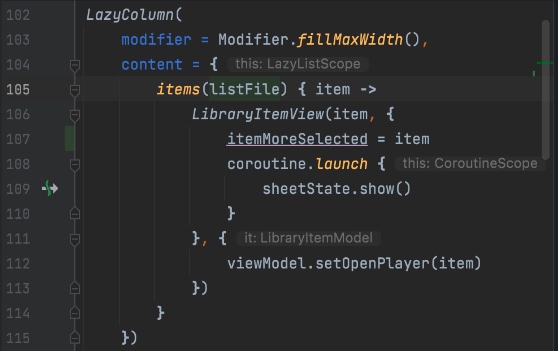 102 LazyColumn(
103 modifier = Modifier.fillMaxWidth(),
104 content = { this: LazyListScope
105 items(listFile) { item ->
106 LibraryItemView(item, {
107 itemMoreSelected = item
108 coroutine.launch { this: CoroutineScope
109 sheetState.show()
110 }
111 }, { it: LibraryItemModel
112 viewModel.setOpenPlayer(item)
113 })
114 }
115 })